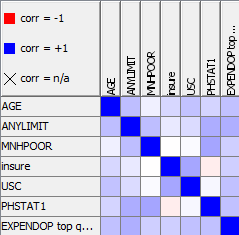 corr = -1
corr = +1
corr = n/a
AGE
ANYLIMIT
MNHPOOR
insure
USC
PHSTAT1
EXPENDOP top ...
AGE
ANYLIMIT
MNHPOOR
insure
USC
PHSTAT1
EXPENDOP top q...